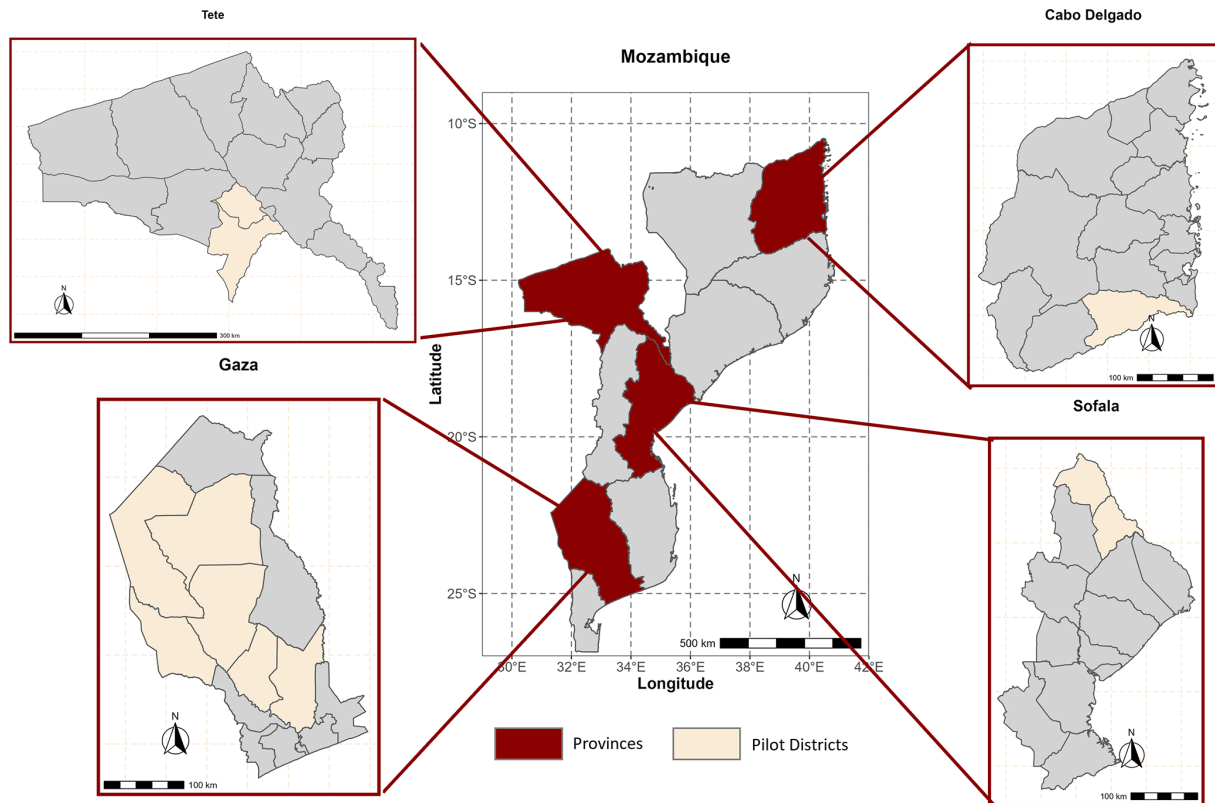 Tete
Cabo Delgado
Mozambique
10°S
15°S
20°S
25°S
Latitude
30°E 32°E 34°E 36°E 38°E 40°E 42°E
Longitude
N
500 km
N
300 km
N
100 km
Gaza
Sofala
N
100 km
N
100 km
Provinces
Pilot Districts